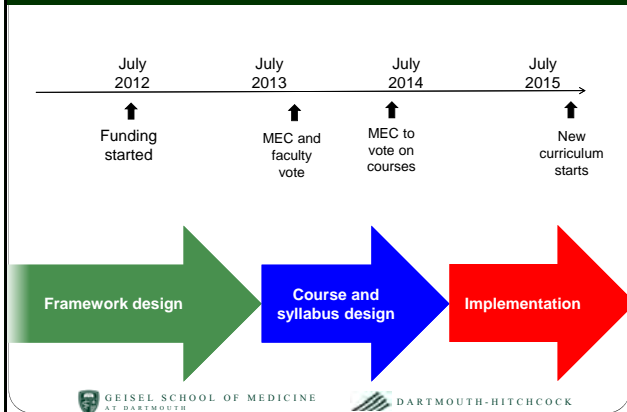 July
2012
July
2013
July
2014
July
2015
Funding
started
MEC and
faculty
vote
MEC to
vote on
courses
New
curriculum
starts
Framework design
Course and
syllabus design
Implementation
GEISEL SCHOOL OF MEDICINE
AT DARTMOUTH
DARTMOUTH-HITCHCOCK